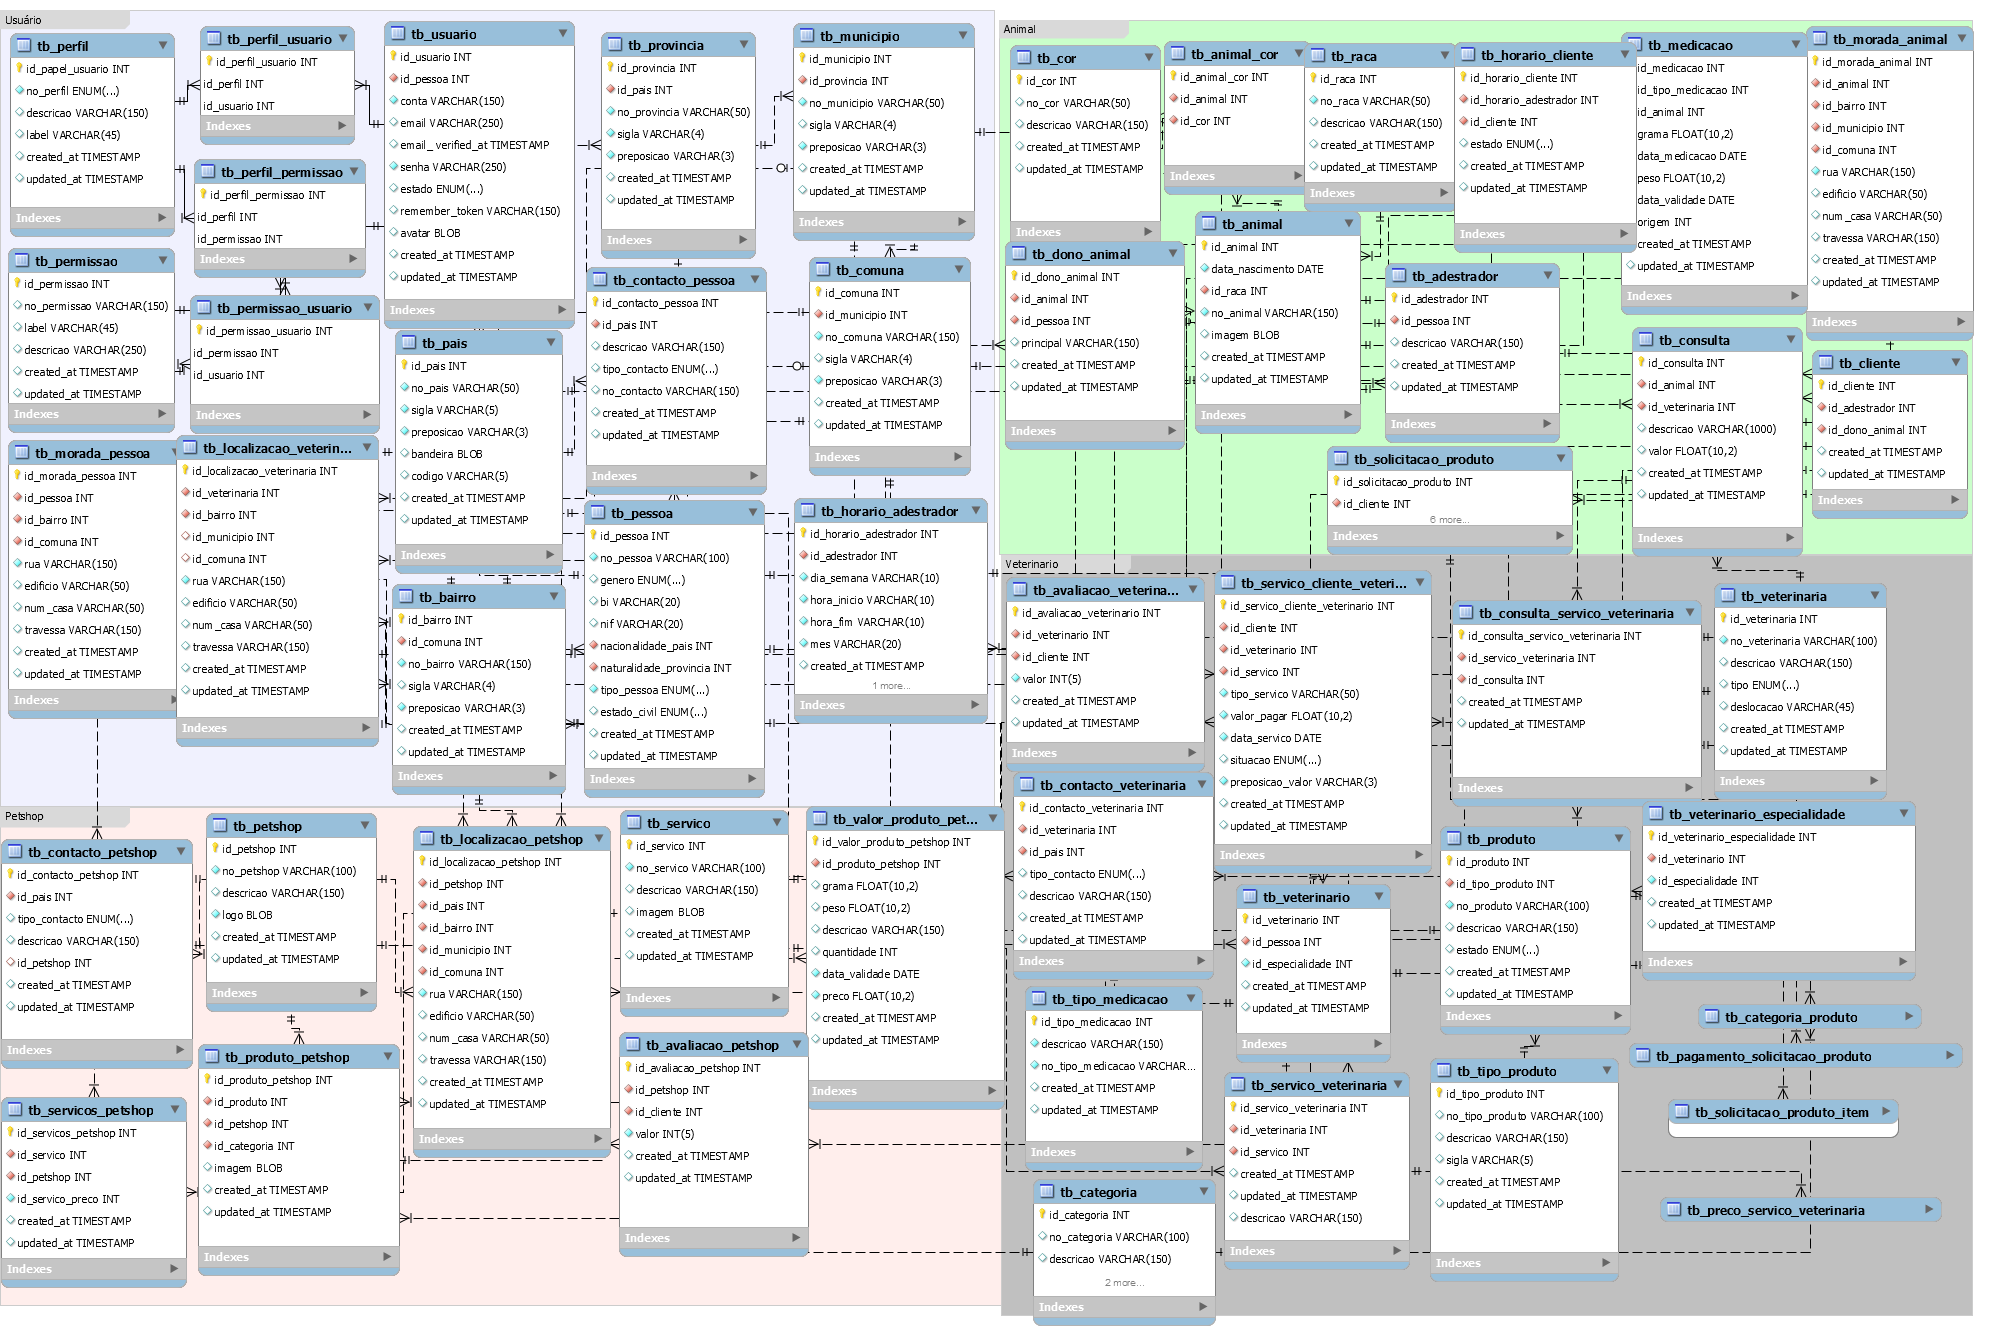 Usuário
tb_perfil
id_papel_usuario INT
no_perfil ENUM(...)
descricao VARCHAR(150)
label VARCHAR(45)
created_at TIMESTAMP
updated_at TIMESTAMP
Indexes
tb_perfil_usuario
id_perfil_usuario INT
id_perfil INT
id_usuario INT
Indexes
tb_perfil_permissao
id_perfil_permissao INT
id_perfil INT
id_permissao INT
Indexes
tb_usuario
id_usuario INT
id_pessoa INT
conta VARCHAR(150)
email VARCHAR(250)
email_ verified_at TIMESTAMP
senha VARCHAR(250)
estado ENUM(...)
remember_token VARCHAR(150)
avatar BLOB
created_at TIMESTAMP
updated_at TIMESTAMP
Indexes
tb_provincia
id_provincia INT
id_pais INT
no_provincia VARCHAR(50)
sigla VARCHAR(4)
preposicao VARCHAR(3)
created_at TIMESTAMP
updated_at TIMESTAMP
Indexes
tb_municipio
id_municipio INT
id_provincia INT
no_municipio VARCHAR(50)
sigla VARCHAR(4)
preposicao VARCHAR(3)
created_at TIMESTAMP
updated_at TIMESTAMP
Indexes
tb_permissao
id_permissao INT
no_permissao VARCHAR(150)
label VARCHAR(45)
descricao VARCHAR(250)
created_at TIMESTAMP
updated_at TIMESTAMP
Indexes
tb_permissao_usuario
id_permissao_usuario INT
id_permissao INT
id_usuario INT
Indexes
tb_pais
id_pais INT
no_pais VARCHAR(50)
sigla VARCHAR(5)
preposicao VARCHAR(3)
bandeira BLOB
codigo VARCHAR(5)
created_at TIMESTAMP
updated_at TIMESTAMP
Indexes
tb_contacto_pessoa
id_contacto_pessoa INT
id_pais INT
descricao VARCHAR(150)
tipo_contacto ENUM(...)
no_contacto VARCHAR(150)
created_at TIMESTAMP
updated_at TIMESTAMP
Indexes
tb_comuna
id_comuna INT
id_municipio INT
no_comuna VARCHAR(150)
sigla VARCHAR(4)
preposicao VARCHAR(3)
created_at TIMESTAMP
updated_at TIMESTAMP
Indexes
tb_morada_pessoa
id_morada_pessoa INT
id_pessoa INT
id_bairro INT
id_comuna INT
rua VARCHAR(150)
edificio VARCHAR(50)
num_casa VARCHAR(50)
travessa VARCHAR(150)
created_at TIMESTAMP
updated_at TIMESTAMP
Indexes
tb_localizacao_veterin...
id_localizacao_veterinaria INT
id_veterinaria INT
id_bairro INT
id_municipio INT
id_comuna INT
rua VARCHAR(150)
edificio VARCHAR(50)
num_casa VARCHAR(50)
travessa VARCHAR(150)
created_at TIMESTAMP
updated_at TIMESTAMP
Indexes
tb_bairro
id_bairro INT
id_comuna INT
no_bairro VARCHAR(150)
sigla VARCHAR(4)
preposicao VARCHAR(3)
created_at TIMESTAMP
updated_at TIMESTAMP
Indexes
tb_pessoa
id_pessoa INT
no_pessoa VARCHAR(100)
genero ENUM(...)
bi VARCHAR(20)
nif VARCHAR(20)
nacionalidade_pais INT
naturalidade_provincia INT
tipo_pessoa ENUM(...)
estado_civil ENUM(...)
created_at TIMESTAMP
updated_at TIMESTAMP
Indexes
tb_horario_adestrador
id_horario_adestrador INT
id_adestrador INT
dia_semana VARCHAR(10)
hora_inicio VARCHAR(10)
hora_fim VARCHAR(10)
mes VARCHAR(20)
created_at TIMESTAMP
1 more...
Indexes
Animal
tb_cor
id_cor INT
no_cor VARCHAR(50)
descricao VARCHAR(150)
created_at TIMESTAMP
updated_at TIMESTAMP
Indexes
tb_animal_cor
id_animal_cor INT
id_animal INT
id_cor INT
Indexes
tb_raca
id_raca INT
no_raca VARCHAR(50)
descricao VARCHAR(150)
created_at TIMESTAMP
updated_at TIMESTAMP
Indexes
tb_horario_cliente
id_horario_cliente INT
id_horario_adestrador INT
id_cliente INT
estado ENUM(...)
created_at TIMESTAMP
updated_at TIMESTAMP
Indexes
tb_medicacao
id_medicacao INT
id_tipo_medicacao INT
id_animal INT
grama FLOAT(10,2)
data_medicacao DATE
peso FLOAT(10,2)
data_validade DATE
origem INT
created_at TIMESTAMP
updated_at TIMESTAMP
Indexes
tb_morada_animal
id_morada_animal INT
id_animal INT
id_bairro INT
id_municipio INT
id_comuna INT
rua VARCHAR(150)
edificio VARCHAR(50)
num_casa VARCHAR(50)
travessa VARCHAR(150)
created_at TIMESTAMP
updated_at TIMESTAMP
Indexes
tb_dono_animal
id_dono_animal INT
id_animal INT
id_pessoa INT
principal VARCHAR(150)
created_at TIMESTAMP
updated_at TIMESTAMP
Indexes
tb_animal
id_animal INT
data_nascimento DATE
id_raca INT
no_animal VARCHAR(150)
imagem BLOB
created_at TIMESTAMP
updated_at TIMESTAMP
Indexes
tb_adestrador
id_adestrador INT
id_pessoa INT
descricao VARCHAR(150)
created_at TIMESTAMP
updated_at TIMESTAMP
Indexes
tb_consulta
id_consulta INT
id_animal INT
id_veterinaria INT
descricao VARCHAR(1000)
valor FLOAT(10,2)
created_at TIMESTAMP
updated_at TIMESTAMP
Indexes
tb_cliente
id_cliente INT
id_adestrador INT
id_dono_animal INT
created_at TIMESTAMP
updated_at TIMESTAMP
Indexes
tb_solicitacao_produto
id_solicitacao_produto INT
id_cliente INT
6 more...
Indexes
Veterinario
tb_avaliacao_veterina...
id_avaliacao_veterinario INT
id_veterinario INT
id_cliente INT
valor INT(5)
created_at TIMESTAMP
updated_at TIMESTAMP
Indexes
tb_servico_cliente_veteri...
id_servico_cliente_veterinario INT
id_cliente INT
id_veterinario INT
id_servico INT
tipo_servico VARCHAR(50)
valor_pagar FLOAT(10,2)
data_servico DATE
situacao ENUM(...)
preposicao_valor VARCHAR(3)
created_at TIMESTAMP
updated_at TIMESTAMP
Indexes
tb_consulta_servico_veterinaria
id_consulta_servico_veterinaria INT
id_servico_veterinaria INT
id_consulta INT
created_at TIMESTAMP
updated_at TIMESTAMP
Indexes
tb_veterinaria
id_veterinaria INT
no_veterinaria VARCHAR(100)
descricao VARCHAR(150)
tipo ENUM(...)
deslocacao VARCHAR(45)
created_at TIMESTAMP
updated_at TIMESTAMP
Indexes
tb_contacto_veterinaria
id_contacto_veterinaria INT
id_veterinaria INT
id_pais INT
tipo_contacto ENUM(...)
descricao VARCHAR(150)
created_at TIMESTAMP
updated_at TIMESTAMP
Indexes
tb_veterinario
id_veterinario INT
id_pessoa INT
id_especialidade INT
created_at TIMESTAMP
updated_at TIMESTAMP
Indexes
tb_produto
id_produto INT
id_tipo_produto INT
no_produto VARCHAR(100)
descricao VARCHAR(150)
estado ENUM(...)
created_at TIMESTAMP
updated_at TIMESTAMP
Indexes
tb_veterinario_especialidade
id_veterinario_especialidade INT
id_veterinario INT
id_especialidade INT
created_at TIMESTAMP
updated_at TIMESTAMP
Indexes
tb_tipo_medicacao
id_tipo_medicacao INT
descricao VARCHAR(150)
no_tipo_medicacao VARCHAR...
created_at TIMESTAMP
updated_at TIMESTAMP
Indexes
tb_servico_veterinaria
id_servico_veterinaria INT
id_veterinaria INT
id_servico INT
created_at TIMESTAMP
updated_at TIMESTAMP
descricao VARCHAR(150)
Indexes
tb_tipo_produto
id_tipo_produto INT
no_tipo_produto VARCHAR(100)
descricao VARCHAR(150)
sigla VARCHAR(5)
created_at TIMESTAMP
updated_at TIMESTAMP
Indexes
tb_categoria_produto
tb_pagamento_solicitacao_produto
tb_solicitacao_produto_item
tb_preco_servico_veterinaria
tb_categoria
id_categoria INT
no_categoria VARCHAR(100)
descricao VARCHAR(150)
2 more...
Indexes
Petshop
tb_contacto_petshop
id_contacto_petshop INT
id_pais INT
tipo_contacto ENUM(...)
descricao VARCHAR(150)
id_petshop INT
created_at TIMESTAMP
updated_at TIMESTAMP
Indexes
tb_petshop
id_petshop INT
no_petshop VARCHAR(100)
descricao VARCHAR(150)
logo BLOB
created_at TIMESTAMP
updated_at TIMESTAMP
Indexes
tb_localizacao_petshop
id_localizacao_petshop INT
id_petshop INT
id_pais INT
id_bairro INT
id_municipio INT
id_comuna INT
rua VARCHAR(150)
edificio VARCHAR(50)
num_casa VARCHAR(50)
travessa VARCHAR(150)
created_at TIMESTAMP
updated_at TIMESTAMP
Indexes
tb_servico
id_servico INT
no_servico VARCHAR(100)
descricao VARCHAR(150)
imagem BLOB
created_at TIMESTAMP
updated_at TIMESTAMP
Indexes
tb_valor_produto_pet...
id_valor_produto_petshop INT
id_produto_petshop INT
grama FLOAT(10,2)
peso FLOAT(10,2)
descricao VARCHAR(150)
quantidade INT
data_validade DATE
preco FLOAT(10,2)
created_at TIMESTAMP
updated_at TIMESTAMP
Indexes
tb_servicos_petshop
id_servicos_petshop INT
id_servico INT
id_petshop INT
id_servico_preco INT
created_at TIMESTAMP
updated_at TIMESTAMP
Indexes
tb_produto_petshop
id_produto_petshop INT
id_produto INT
id_petshop INT
id_categoria INT
imagem BLOB
created_at TIMESTAMP
updated_at TIMESTAMP
Indexes
tb_avaliacao_petshop
id_avaliacao_petshop INT
id_petshop INT
id_cliente INT
valor INT(5)
created_at TIMESTAMP
updated_at TIMESTAMP
Indexes